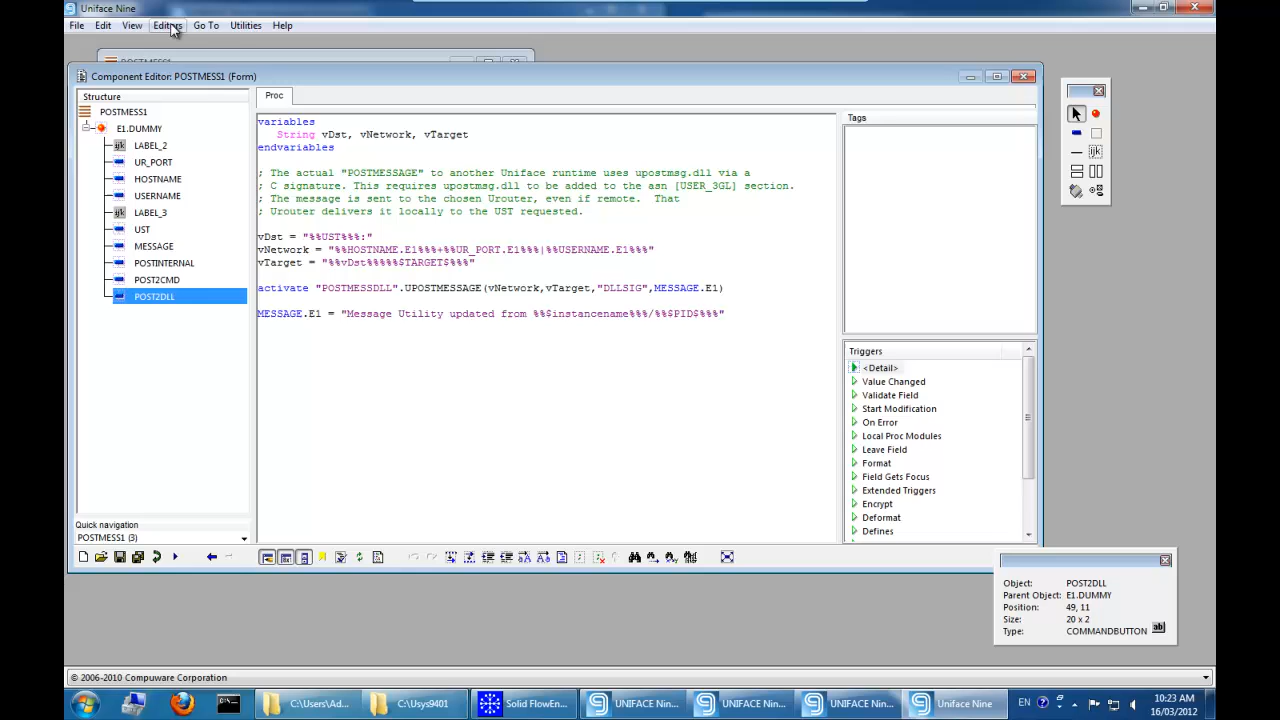 Uniface Nine
File Edit View Editors Go To Utilities Help
POSTMESS1
Component Editor: POSTMESS1 (Form)
Structure
POSTMESS1
E1.DUMMY
LABEL_2
UR_PORT
HOSTNAME
USERNAME
LABEL_3
UST
MESSAGE
POSTINTERNAL
POST2CMD
POST2DLL
Quick navigation
POSTMESS1 (3)
Proc
variables
String vDst, vNetwork, vTarget
endvariables
; The actual "POSTMESSAGE" to another Uniface runtime uses upostmsg.dll via a
; C signature. This requires upostmsg.dll to be added to the asn [USER_3GL] section.
; The message is sent to the chosen Urouter, even if remote. That
; Urouter delivers it locally to the UST requested.
vDst = "%%UST%%%:"
vNetwork = "%%HOSTNAME.E1%%%+%%UR_PORT.E1%%%|%%USERNAME.E1%%%"
vTarget = "%%vDst%%%%%$TARGET$%%%"
activate "POSTMESSDLL".UPOSTMESSAGE(vNetwork,vTarget,"DLLSIG",MESSAGE.E1)
MESSAGE.E1 = "Message Utility updated from %%$instancename%%%/%%$PID$%%%"
Tags
Triggers
<Detail>
Value Changed
Validate Field
Start Modification
On Error
Local Proc Modules
Leave Field
Format
Field Gets Focus
Extended Triggers
Encrypt
Deformat
Defines
ijk
Object: POST2DLL
Parent Object: E1.DUMMY
Position: 49, 11
Size: 20 x 2
Type: COMMANDBUTTON
ab
© 2006-2010 Compuware Corporation
C:\Users\Ad... C:\Usys9401 Solid FlowEn... UNIFACE Nin... UNIFACE Nin... UNIFACE Nin... Uniface Nine
EN
10:23 AM
16/03/2012